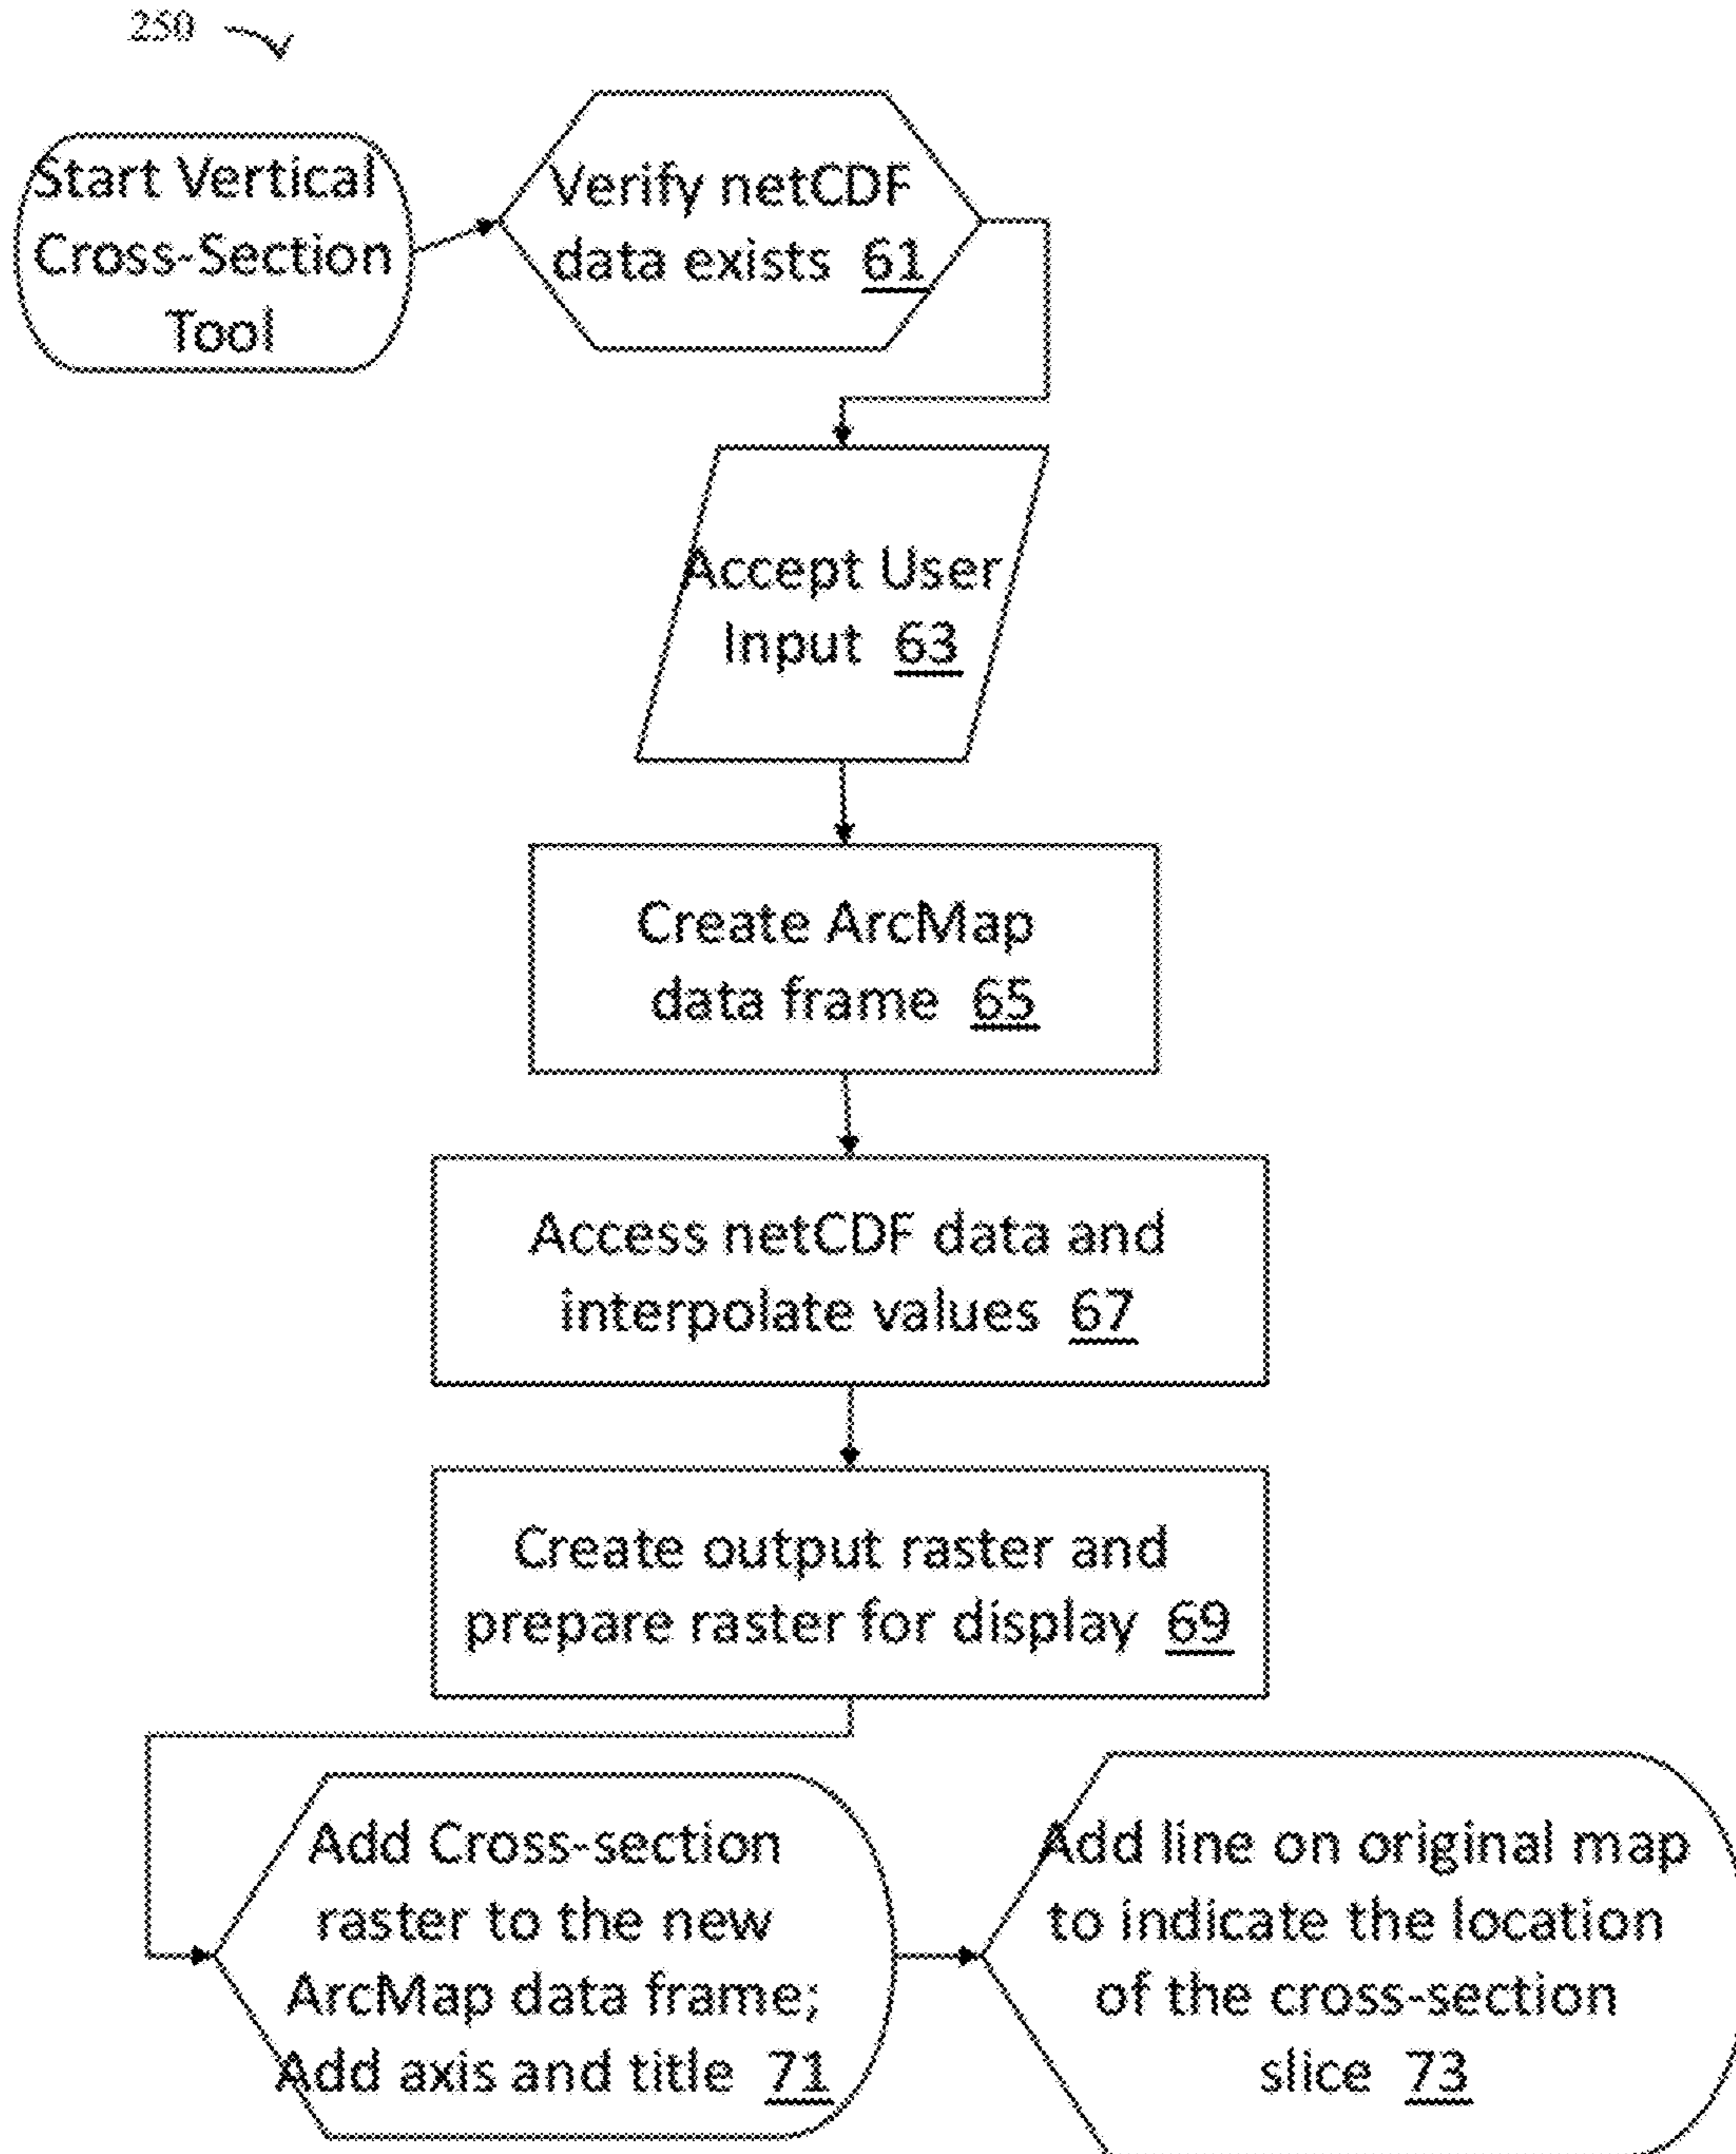 250
Start Vertical
Cross-Section
Tool
Verify netCDF
data exists 61
Accept User
Input 63
Create ArcMap
data frame 65
Access netCDF data and
interpolate values 67
Create output raster and
prepare raster for display 69
Add Cross-section
raster to the new
ArcMap data frame;
Add axis and title 71
Add line on original map
to indicate the location
of the cross-section
slice 73